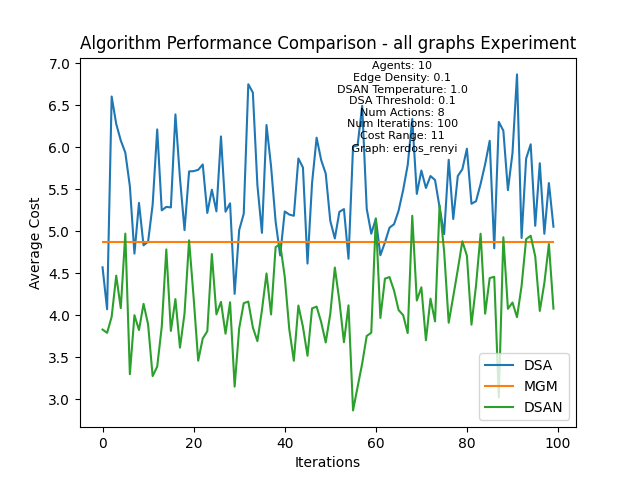 Algorithm Performance Comparison - all graphs Experiment
Agents: 10
Edge Density: 0.1
DSAN Temperature: 1.0
DSA Threshold: 0.1
Num Actions: 8
Num Iterations: 100
Cost Range: 11
Graph: erdos_renyi
7.0
6.5
6.0
5.5
5.0
4.5
4.0
3.5
3.0
Average Cost
DSA
MGM
DSAN
0 20 40 60 80 100
Iterations